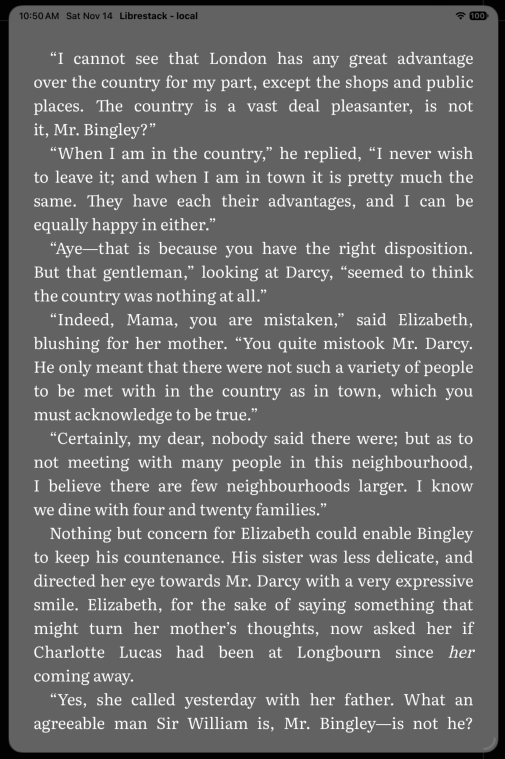 10:50 AM Sat Nov 14 Librestack - local
100
“I cannot see that London has any great advantage
over the country for my part, except the shops and public
places. The country is a vast deal pleasanter, is not
it, Mr. Bingley?”
“When I am in the country,” he replied, “I never wish
to leave it; and when I am in town it is pretty much the
same. They have each their advantages, and I can be
equally happy in either.”
“Aye—that is because you have the right disposition.
But that gentleman,” looking at Darcy, “seemed to think
the country was nothing at all.”
“Indeed, Mama, you are mistaken,” said Elizabeth,
blushing for her mother. “You quite mistook Mr. Darcy.
He only meant that there were not such a variety of people
to be met with in the country as in town, which you
must acknowledge to be true.”
“Certainly, my dear, nobody said there were; but as to
not meeting with many people in this neighbourhood,
I believe there are few neighbourhoods larger. I know
we dine with four and twenty families.”
Nothing but concern for Elizabeth could enable Bingley
to keep his countenance. His sister was less delicate, and
directed her eye towards Mr. Darcy with a very expressive
smile. Elizabeth, for the sake of saying something that
might turn her mother’s thoughts, now asked her if
Charlotte Lucas had been at Longbourn since her
coming away.
“Yes, she called yesterday with her father. What an
agreeable man Sir William is, Mr. Bingley—is not he?